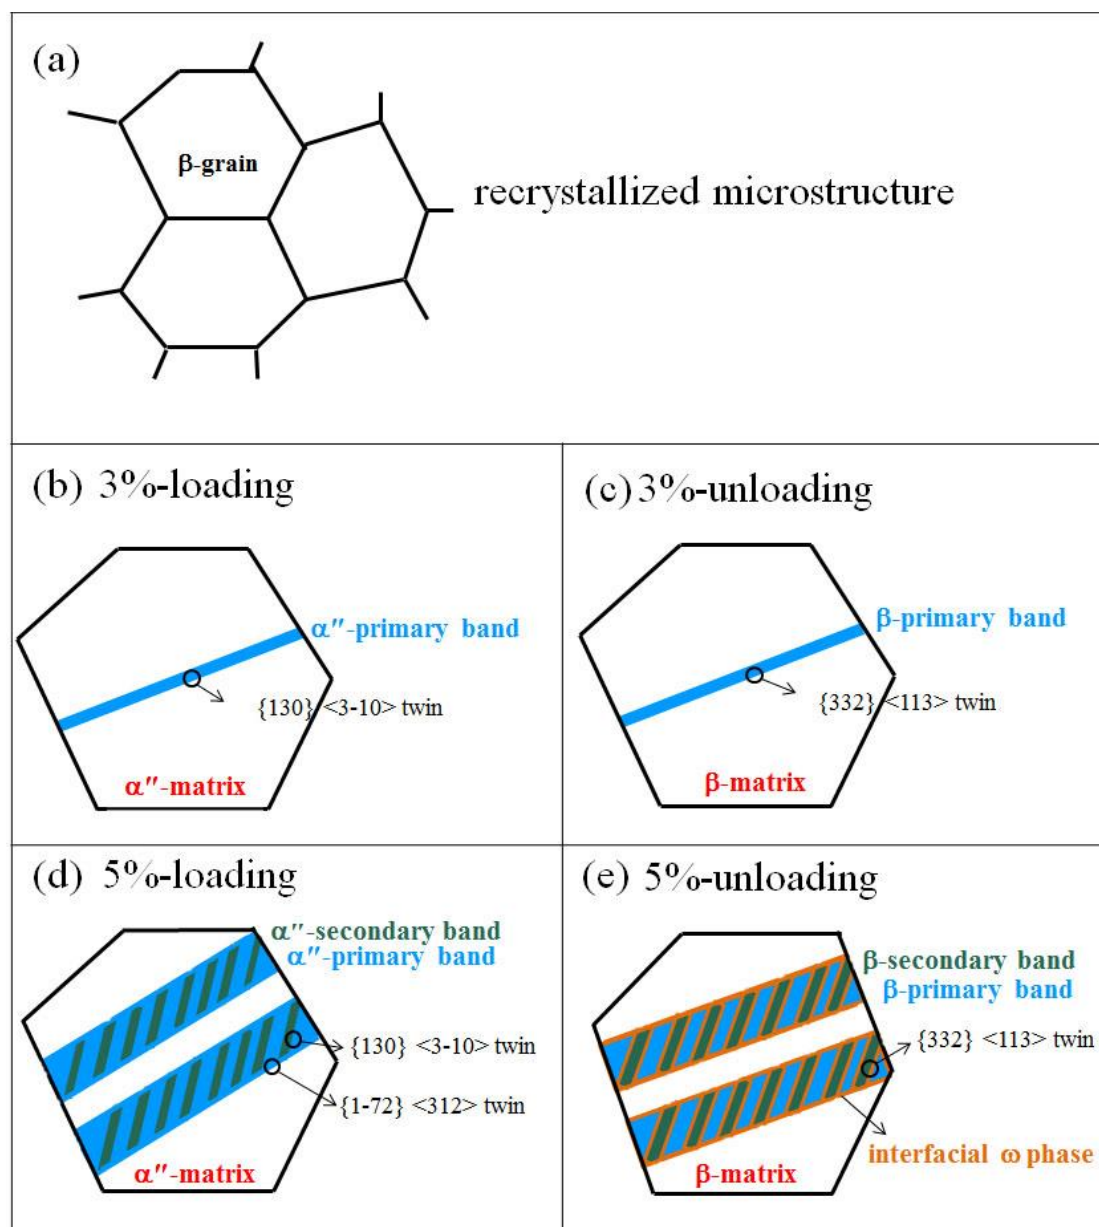 (a)
β-grain
recrystallized microstructure
(b) 3%-loading
α″-primary band
{130} <3-10> twin
α″-matrix
(c) 3%-unloading
β-primary band
{332} <113> twin
β-matrix
(d) 5%-loading
α″-secondary band
α″-primary band
{130} <3-10> twin
{1-72} <312> twin
α″-matrix
(e) 5%-unloading
β-secondary band
β-primary band
{332} <113> twin
interfacial ω phase
β-matrix